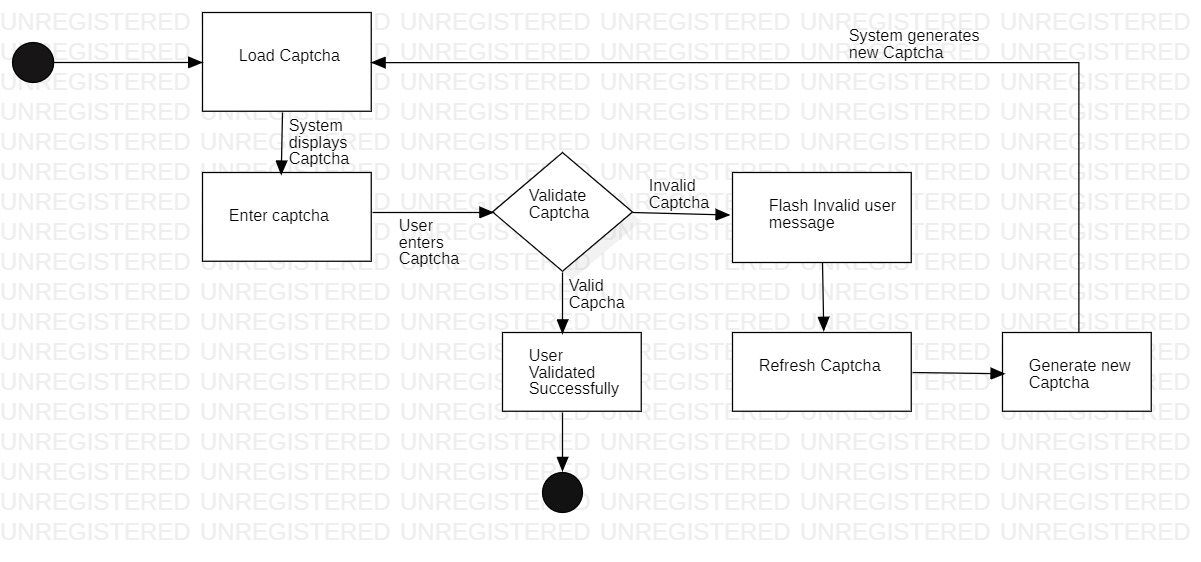 Load Captcha
System generates
new Captcha
System
displays
Captcha
Enter captcha
User
enters
Captcha
Validate
Captcha
Invalid
Captcha
Flash Invalid user
message
Valid
Capcha
User
Validated
Successfully
Refresh Captcha
Generate new
Captcha
UNREGISTERED